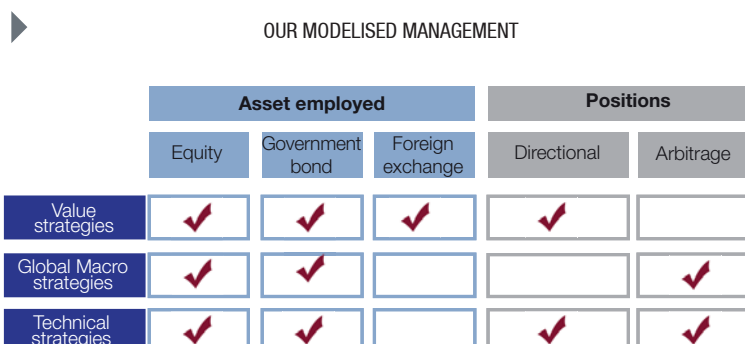 OUR MODELISED MANAGEMENT
Asset employed
Positions
Equity
Government
bond
Foreign
exchange
Directional
Arbitrage
Value
strategies
Global Macro
strategies
Technical
strategies